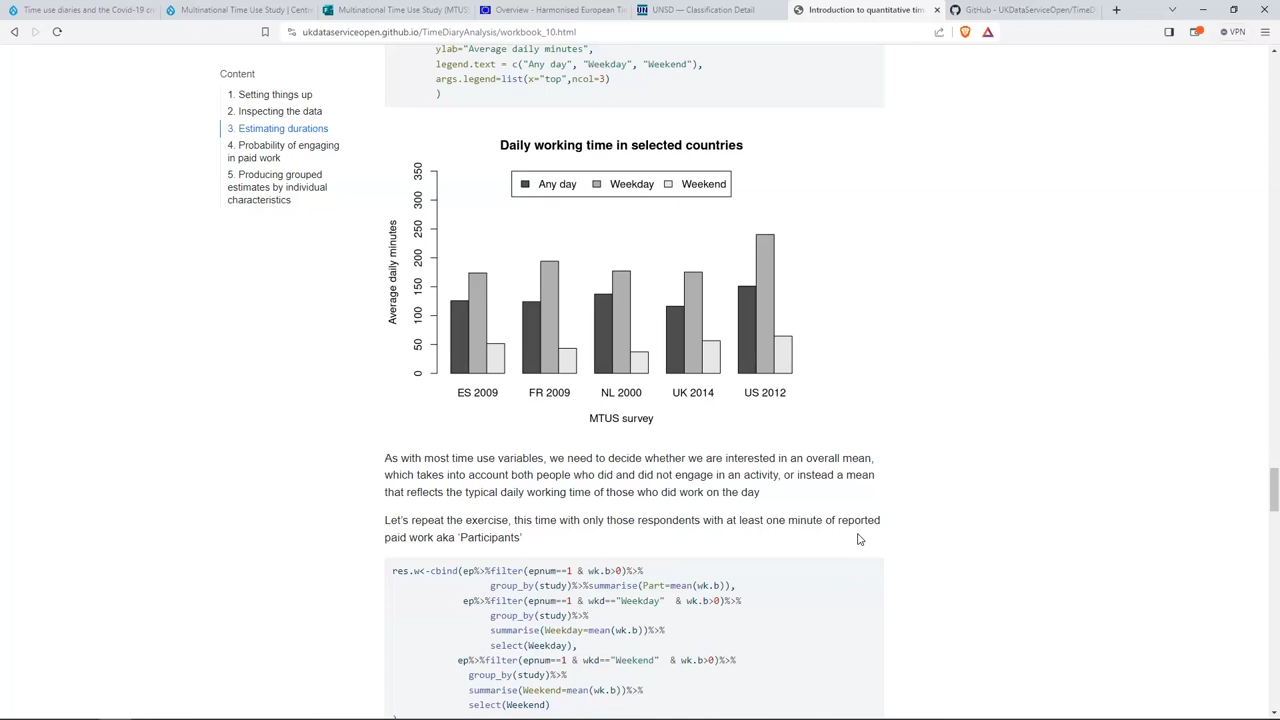 Time use diaries and the Covid-19 cr
Multinational Time Use Study | Centr
Multinational Time Use Study (MTUS
Overview - Harmonised European Ti
UNSD — Classification Detail
Introduction to quantitative tim
GitHub - UKDataServiceOpen/TimeD
ukdataserviceopen.github.io/TimeDiaryAnalysis/workbook_10.html
VPN
Content
1. Setting things up
2. Inspecting the data
3. Estimating durations
4. Probability of engaging
in paid work
5. Producing grouped
estimates by individual
characteristics
ylab="Average daily minutes",
legend.text = c("Any day", "Weekday", "Weekend"),
args.legend=list(x="top",ncol=3)
)
Daily working time in selected countries
Any day Weekday Weekend
Average daily minutes
350
300
250
200
150
100
50
0
ES 2009 FR 2009 NL 2000 UK 2014 US 2012
MTUS survey
As with most time use variables, we need to decide whether we are interested in an overall mean,
which takes into account both people who did and did not engage in an activity, or instead a mean
that reflects the typical daily working time of those who did work on the day
Let's repeat the exercise, this time with only those respondents with at least one minute of reported
paid work aka 'Participants'
res.w<-cbind(ep%>%filter(epnum==1 & wk.b>0)%>%
group_by(study)%>%summarise(Part=mean(wk.b)),
ep%>%filter(epnum==1 & wkd=="Weekday" & wk.b>0)%>%
group_by(study)%>%
summarise(Weekday=mean(wk.b))%>%
select(Weekday),
ep%>%filter(epnum==1 & wkd=="Weekend" & wk.b>0)%>%
group_by(study)%>%
summarise(Weekend=mean(wk.b))%>%
select(Weekend)